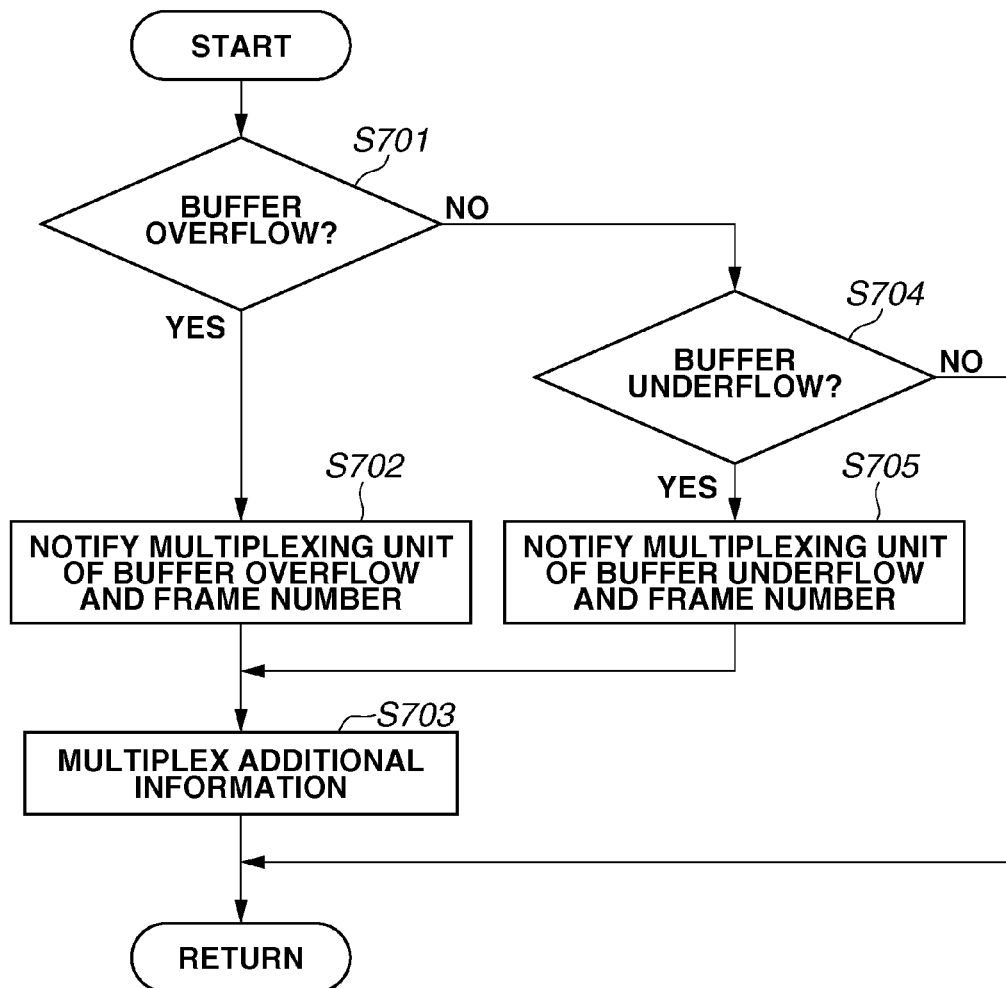 START
S701
BUFFER
OVERFLOW?
NO
YES
S704
BUFFER
UNDERFLOW?
NO
YES
S702
NOTIFY MULTIPLEXING UNIT
OF BUFFER OVERFLOW
AND FRAME NUMBER
S705
NOTIFY MULTIPLEXING UNIT
OF BUFFER UNDERFLOW
AND FRAME NUMBER
S703
MULTIPLEX ADDITIONAL
INFORMATION
RETURN